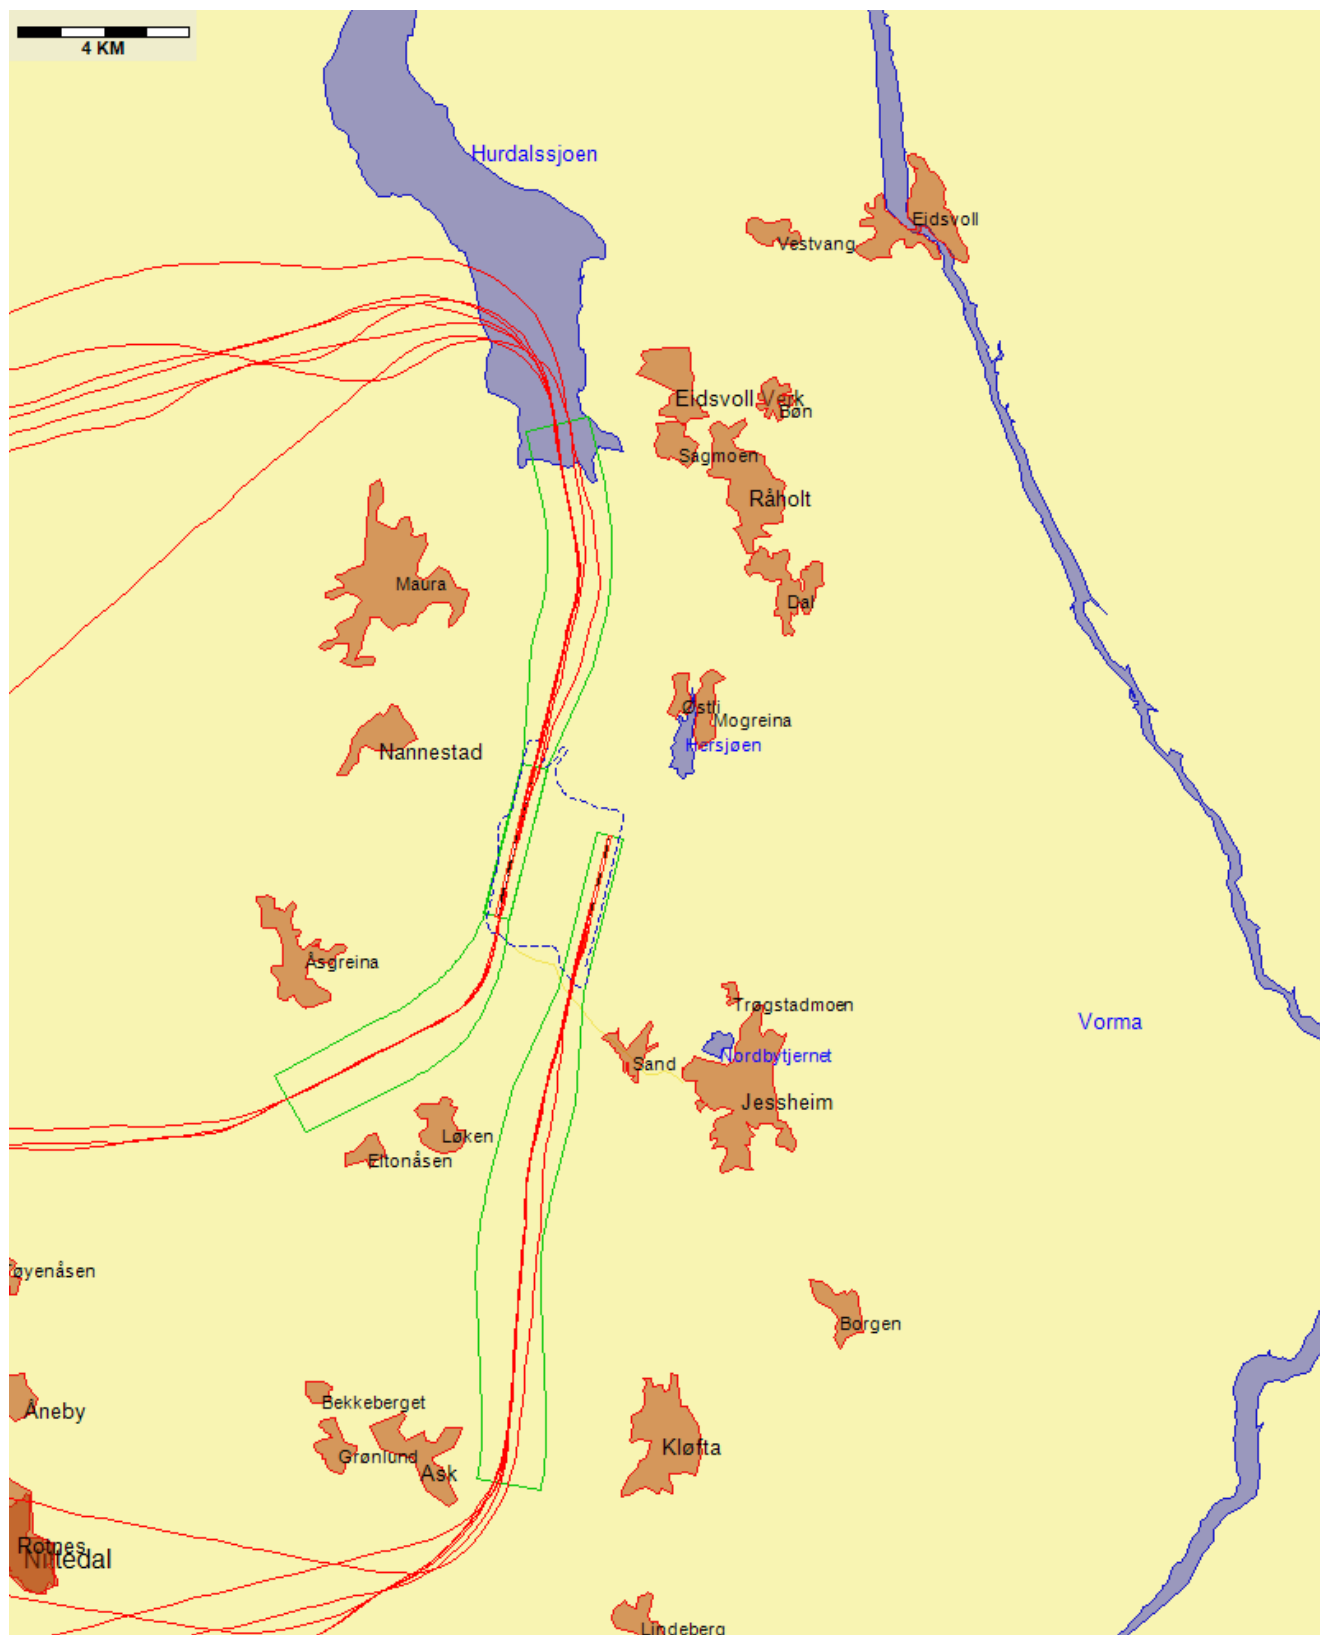 4 KM
Hurdalssjoen
Eidsvoll
Vestvang
Eidsvoll Verk
Bøn
Sagmoen
Råholt
Maura
Dal
Østli
Mogreina
Hersjøen
Nannestad
Åsgreina
Trøgstadmoen
Vorma
Nordbytjernet
Sand
Jessheim
Løken
Eltonåsen
øyenåsen
Borgen
Bekkeberget
Åneby
Kløfta
Grønlund
Ask
Rotnes
Nittedal
Lindeberg